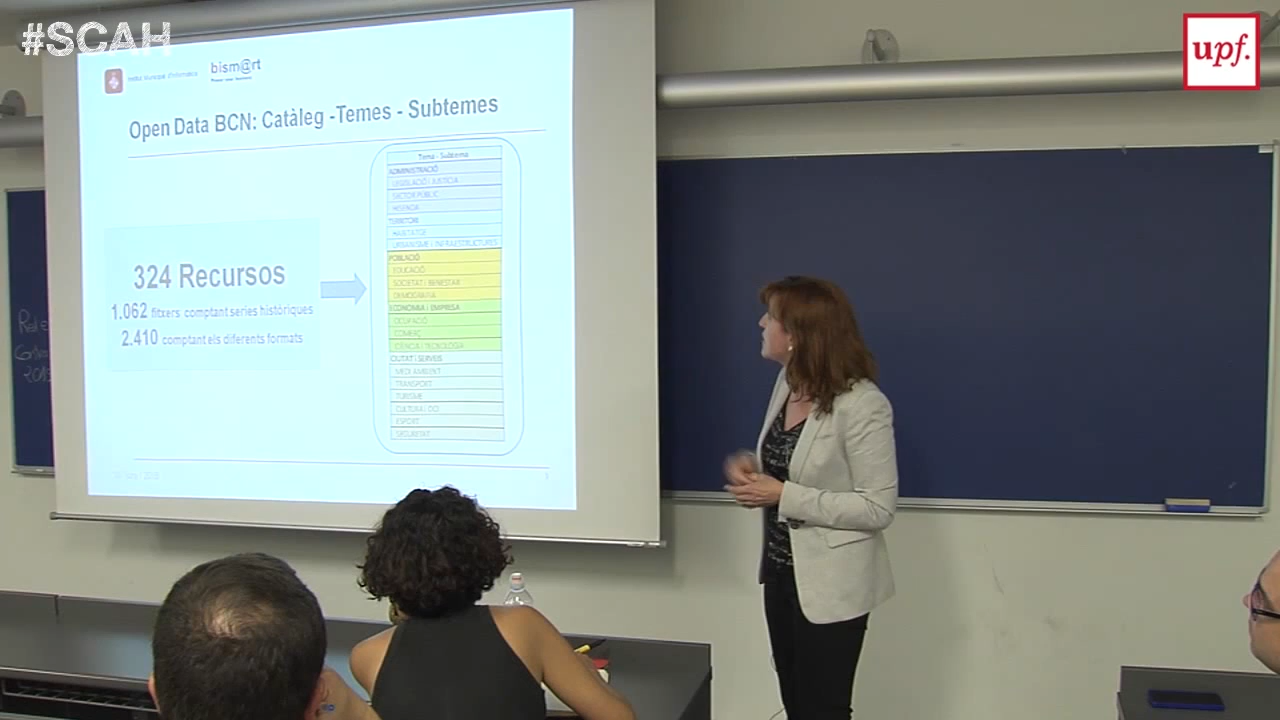 #SCAH
upf.
Institut Municipal d'Informàtica
bism@rt
Open Data BCN: Catàleg -Temes - Subtemes
324 Recursos
1.062 fitxers comptant series històriques
2.410 comptant els diferents formats
Tema - Subtema
ADMINISTRACIÓ
LEGISLACIÓ I JUSTÍCIA
SECTOR PÚBLIC
HISENDA
TERRITORI
HABITATGE
URBANISME I INFRAESTRUCTURES
POBLACIÓ
EDUCACIÓ
SOCIETAT I BENESTAR
DEMOGRAFIA
ECONOMIA I EMPRESA
OCUPACIÓ
COMERÇ
CIÈNCIA I TECNOLOGIA
CIUTAT I SERVEIS
MEDI AMBIENT
TRANSPORT
TURISME
CULTURA I OCI
ESPORT
SEGURETAT